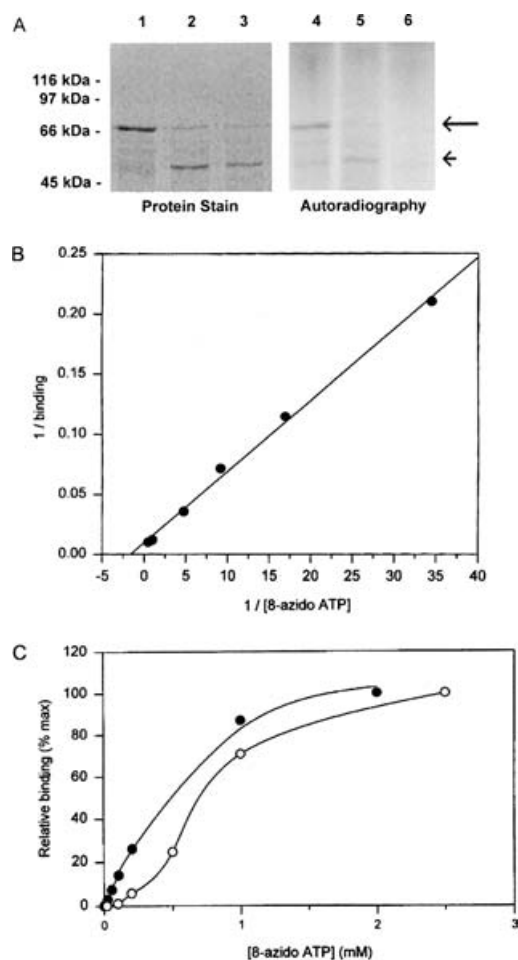 A
1 2 3 4 5 6
116 kDa -
97 kDa -
66 kDa -
45 kDa -
Protein Stain Autoradiography
B
0.25
0.20
0.15
0.10
0.05
0.00
1 / binding
-5 0 5 10 15 20 25 30 35 40
1 / [8-azido ATP]
C
120
100
80
60
40
20
0
Relative binding (% max)
0 1 2 3
[8-azido ATP] (mM)